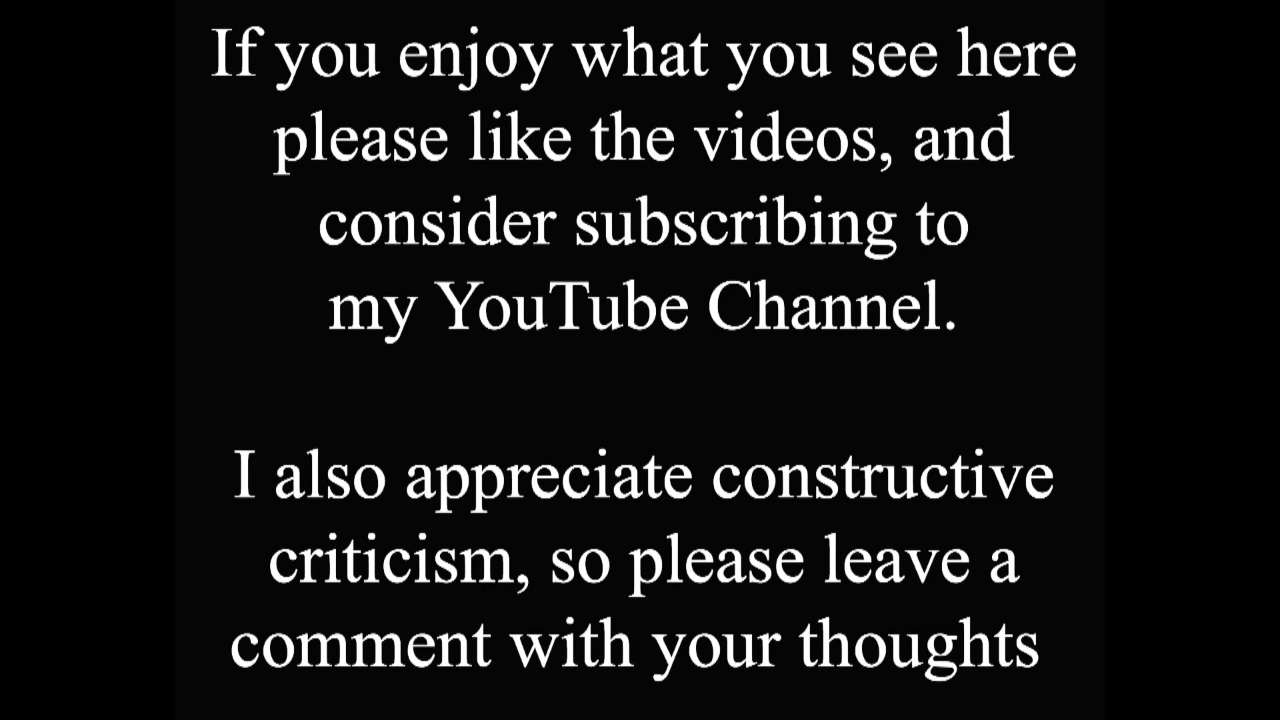 If you enjoy what you see here
please like the videos, and
consider subscribing to
my YouTube Channel.
I also appreciate constructive
criticism, so please leave a
comment with your thoughts